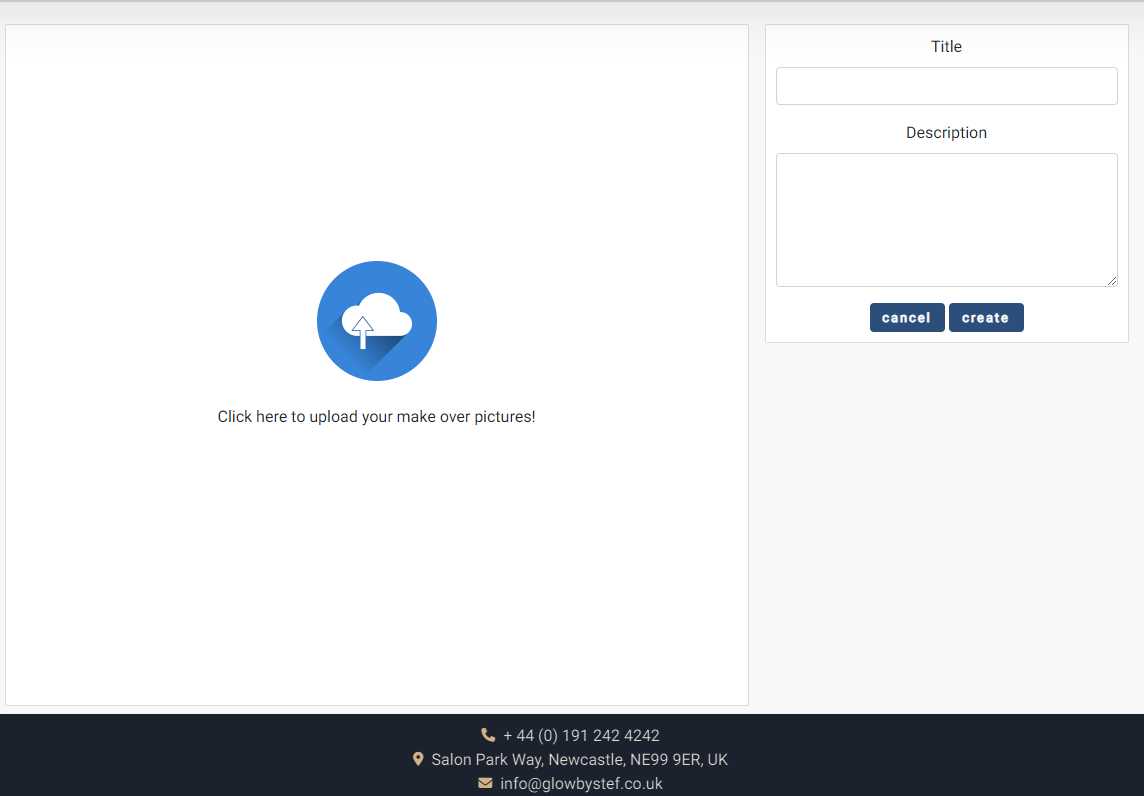 Click here to upload your make over pictures!
Title
Description
cancel create
+ 44 (0) 191 242 4242
Salon Park Way, Newcastle, NE99 9ER, UK
info@glowbystef.co.uk